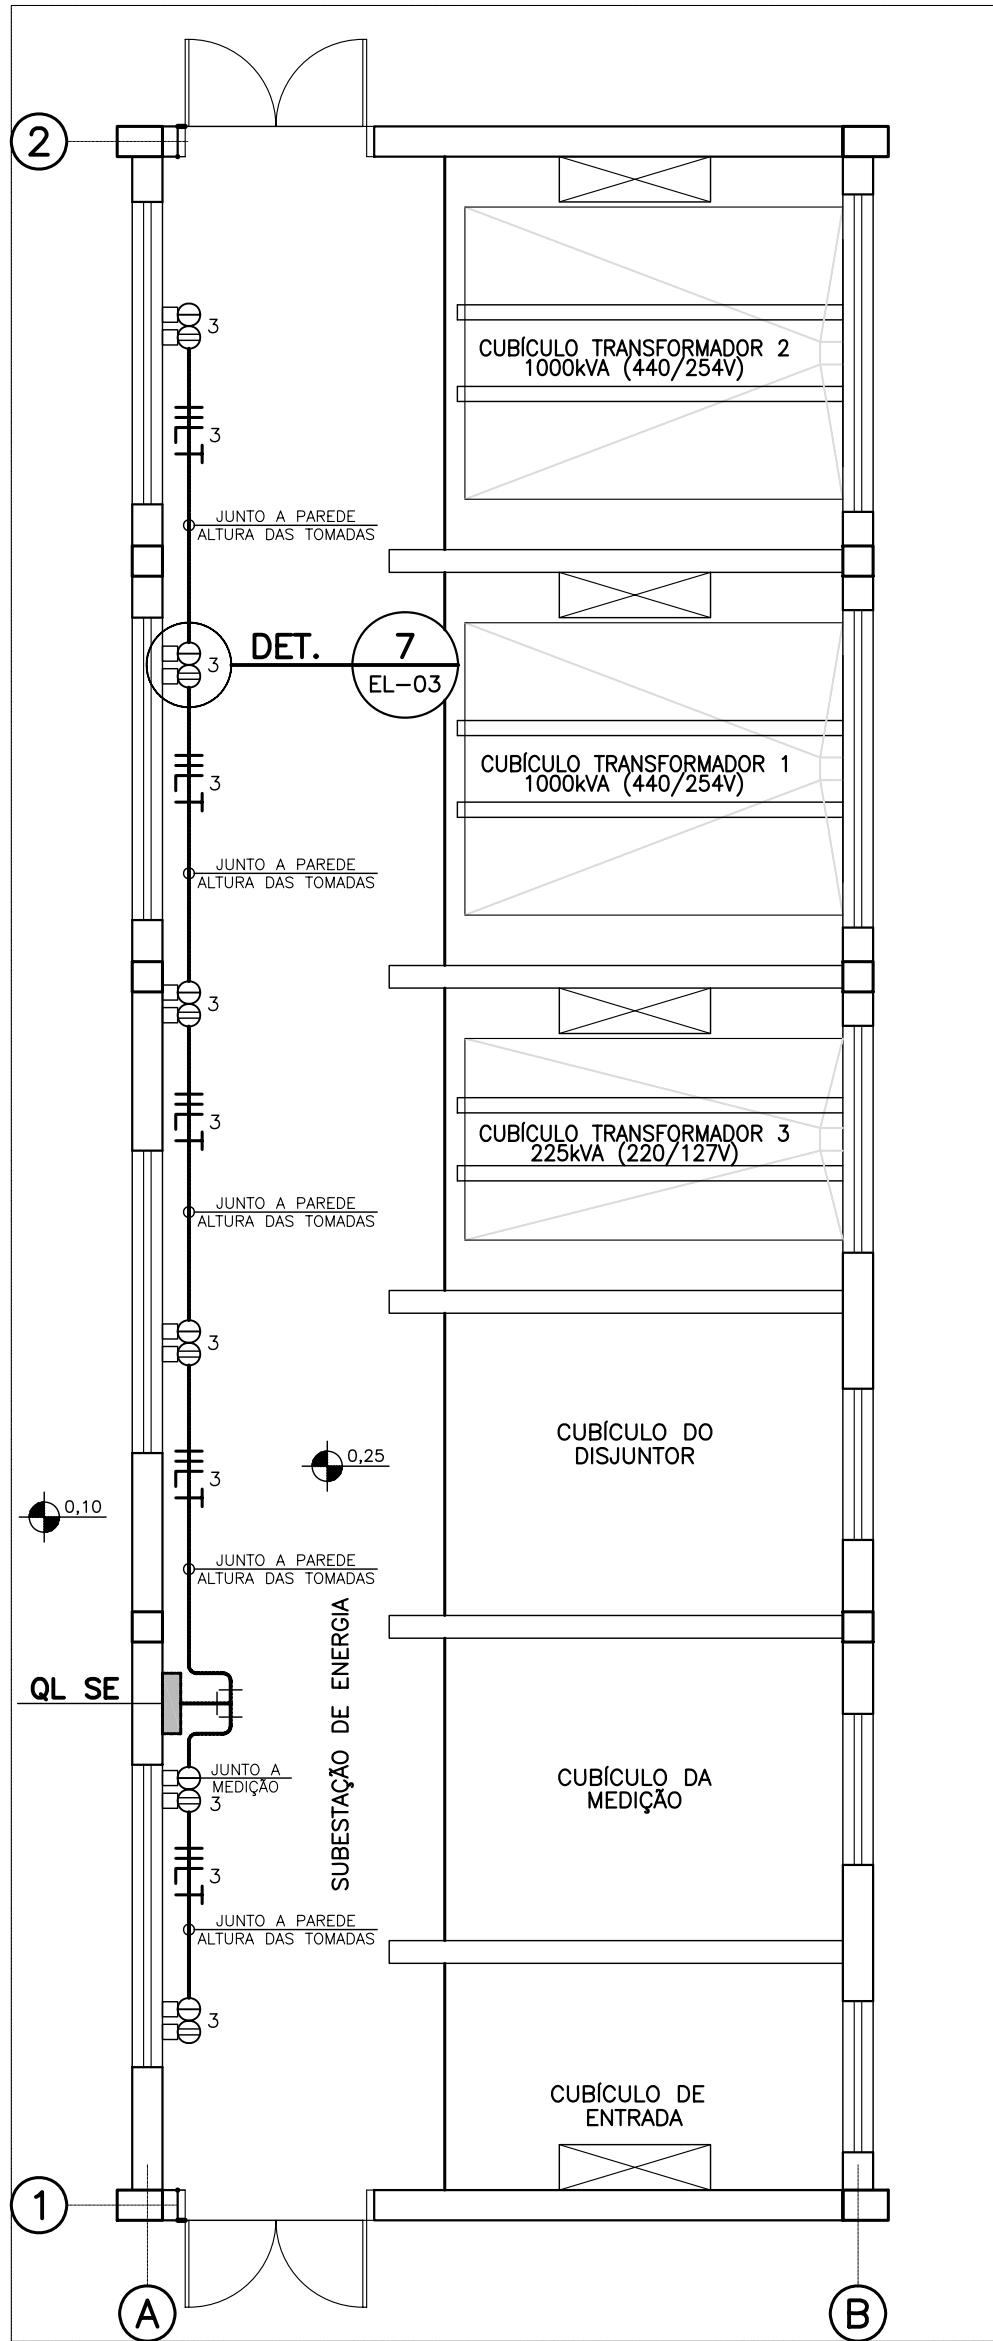 2
3
CUBÍCULO TRANSFORMADOR 2
1000kVA (440/254V)
3
JUNTO A PAREDE
ALTURA DAS TOMADAS
DET.
7
EL-03
3
CUBÍCULO TRANSFORMADOR 1
1000kVA (440/254V)
3
JUNTO A PAREDE
ALTURA DAS TOMADAS
3
3
CUBÍCULO TRANSFORMADOR 3
225kVA (220/127V)
JUNTO A PAREDE
ALTURA DAS TOMADAS
3
CUBÍCULO DO
DISJUNTOR
0,25
3
0,10
JUNTO A PAREDE
ALTURA DAS TOMADAS
SUBESTAÇÃO DE ENERGIA
QL SE
JUNTO A
MEDIÇÃO
3
CUBÍCULO DA
MEDIÇÃO
3
JUNTO A PAREDE
ALTURA DAS TOMADAS
3
CUBÍCULO DE
ENTRADA
1
A
B